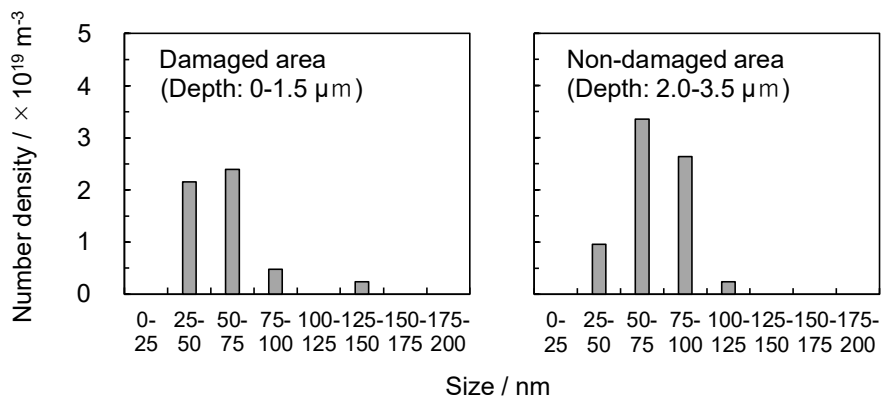 Number density / × 10¹⁹ m⁻³
5
4
3
2
1
0
Damaged area
(Depth: 0-1.5 μm)
Non-damaged area
(Depth: 2.0-3.5 μm)
0- 25- 50- 75- 100- 125- 150- 175-
25 50 75 100 125 150 175 200
0- 25- 50- 75- 100- 125- 150- 175-
25 50 75 100 125 150 175 200
Size / nm